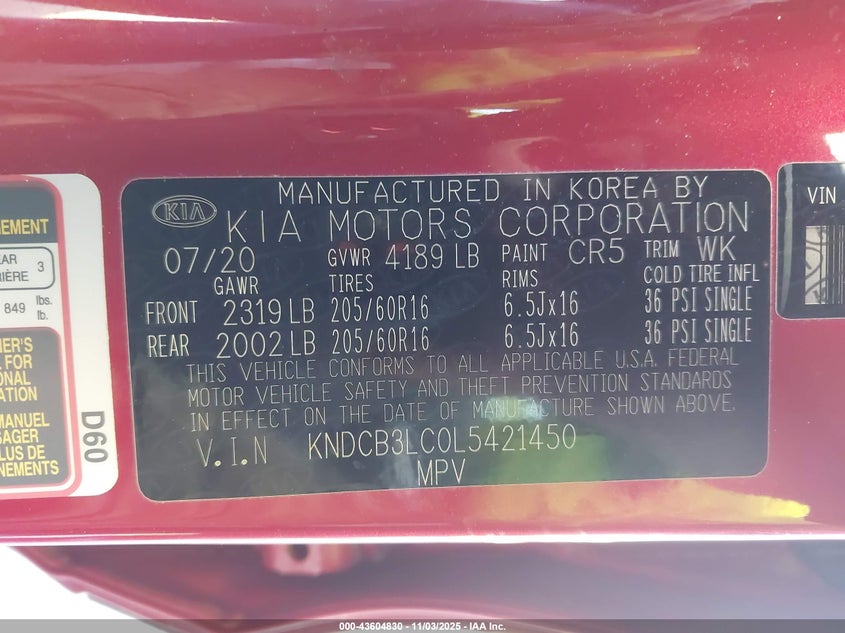 MANUFACTURED IN KOREA BY
KIA
KIA MOTORS CORPORATION
07/20 GVWR 4189 LB PAINT CR5 TRIM WK
GAWR TIRES RIMS COLD TIRE INFL
FRONT 2319 LB 205/60R16 6.5Jx16 36 PSI SINGLE
REAR 2002 LB 205/60R16 6.5Jx16 36 PSI SINGLE
THIS VEHICLE CONFORMS TO ALL APPLICABLE U.S.A. FEDERAL
MOTOR VEHICLE SAFETY AND THEFT PREVENTION STANDARDS
IN EFFECT ON THE DATE OF MANUFACTURE SHOWN ABOVE.
V.I.N KNDCB3LC0L5421450
MPV
3
849 lbs.
lb.
MANUEL
PLUS DE
D60
VIN
000-43604830 - 11/03/2025 - IAA Inc.